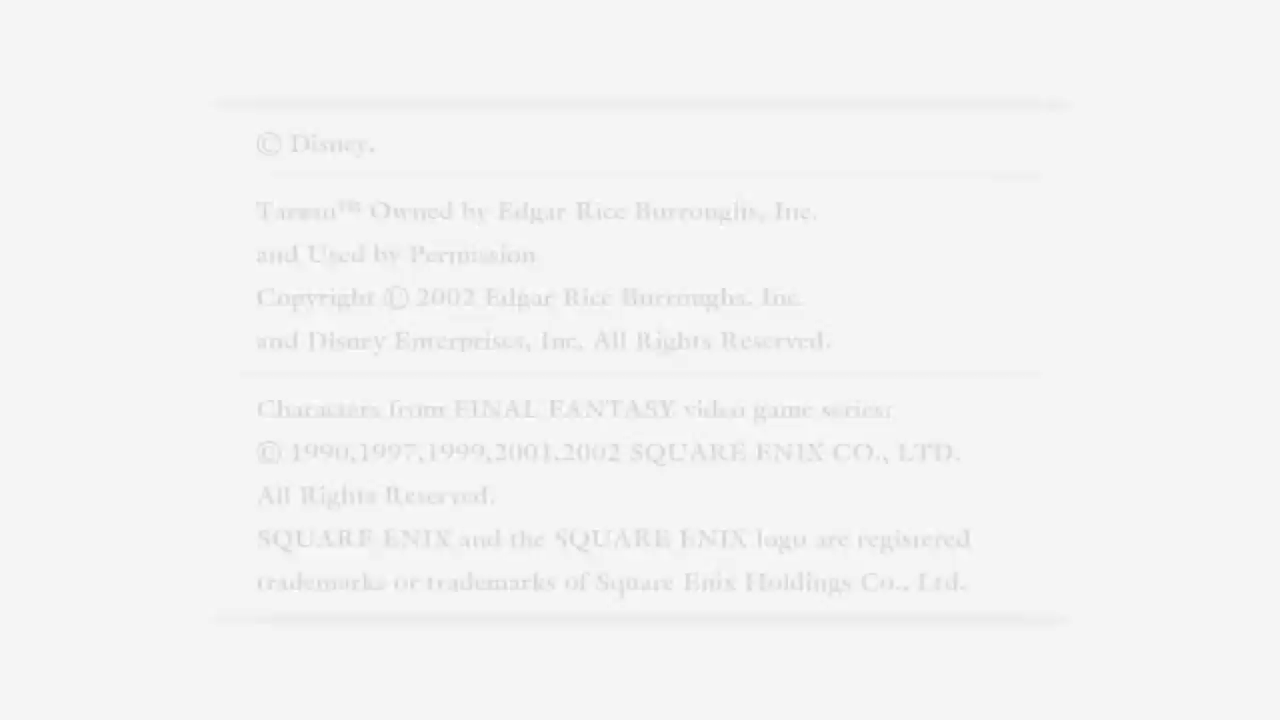 © Disney.
Tarzan™ Owned by Edgar Rice Burroughs, Inc.
and Used by Permission
Copyright © 2002 Edgar Rice Burroughs, Inc.
and Disney Enterprises, Inc. All Rights Reserved.
Characters from FINAL FANTASY video game series:
© 1990,1997,1999,2001,2002 SQUARE ENIX CO., LTD.
All Rights Reserved.
SQUARE ENIX and the SQUARE ENIX logo are registered
trademarks or trademarks of Square Enix Holdings Co., Ltd.